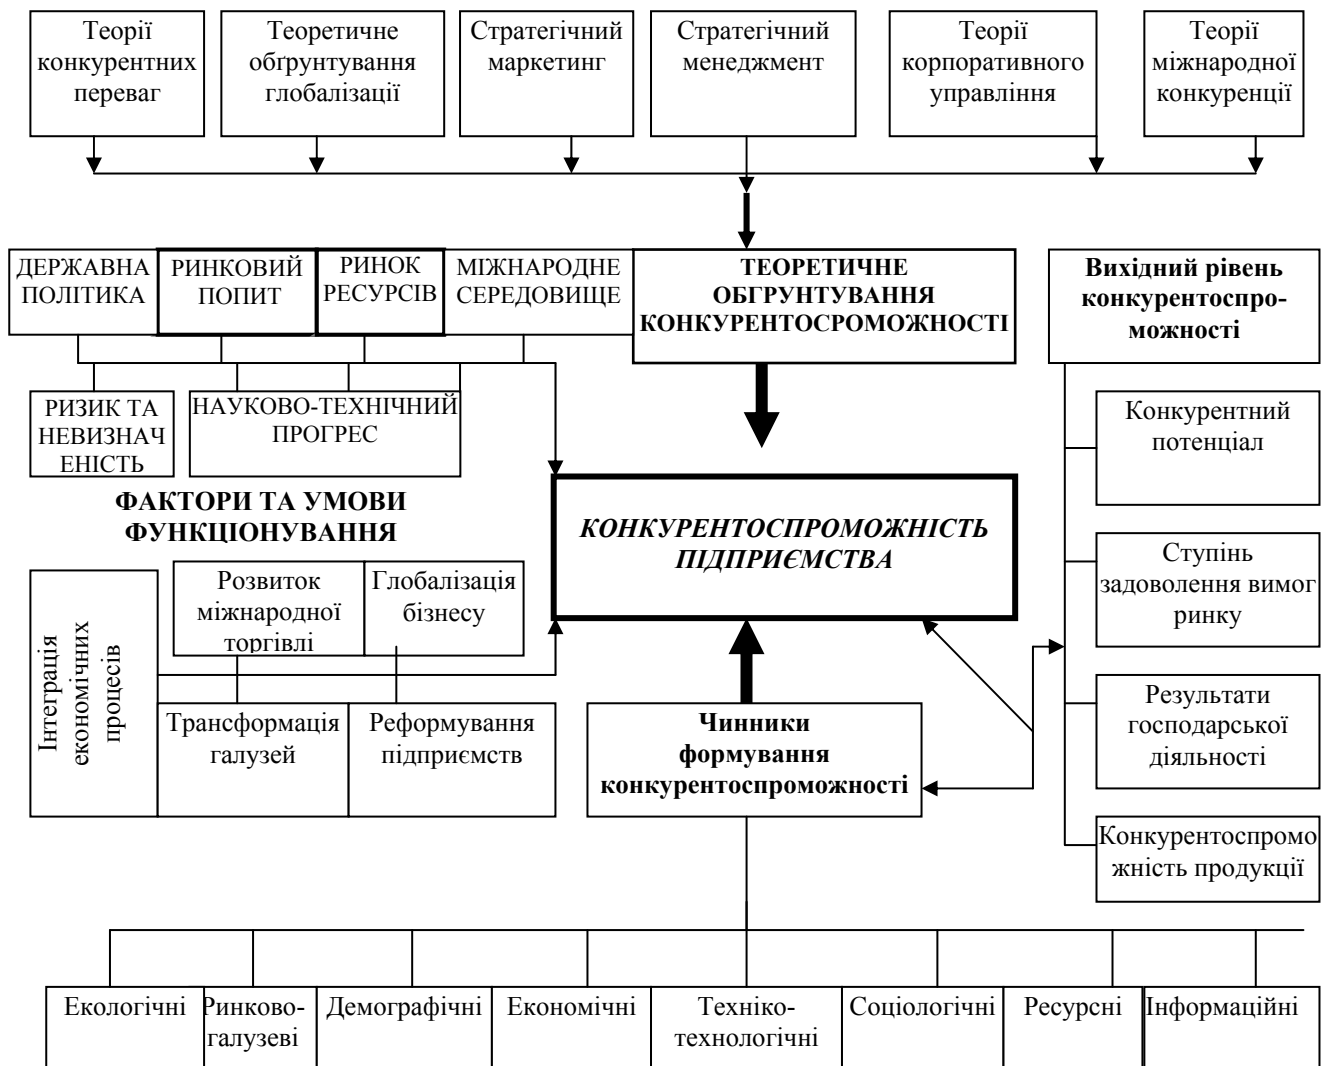 Теорії
конкурентних
переваг
Теоретичне
обґрунтування
глобалізації
Стратегічний
маркетинг
Стратегічний
менеджмент
Теорії
корпоративного
управління
Теорії
міжнародної
конкуренції
ДЕРЖАВНА
ПОЛІТИКА
РИНКОВИЙ
ПОПИТ
РИНОК
РЕСУРСІВ
МІЖНАРОДНЕ
СЕРЕДОВИЩЕ
ТЕОРЕТИЧНЕ
ОБГРУНТУВАННЯ
КОНКУРЕНТОСРОМОЖНОСТІ
Вихідний рівень
конкурентоспро-
можності
РИЗИК ТА
НЕВИЗНАЧ
ЕНІСТЬ
НАУКОВО-ТЕХНІЧНИЙ
ПРОГРЕС
Конкурентний
потенціал
ФАКТОРИ ТА УМОВИ
ФУНКЦІОНУВАННЯ
КОНКУРЕНТОСПРОМОЖНІСТЬ
ПІДПРИЄМСТВА
Ступінь
задоволення вимог
ринку
Інтеграція
економічних
процесів
Розвиток
міжнародної
торгівлі
Глобалізація
бізнесу
Трансформація
галузей
Реформування
підприємств
Чинники
формування
конкурентоспроможності
Результати
господарської
діяльності
Конкурентоспромо
жність продукції
Екологічні
Ринково-
галузеві
Демографічні
Економічні
Техніко-
технологічні
Соціологічні
Ресурсні
Інформаційні